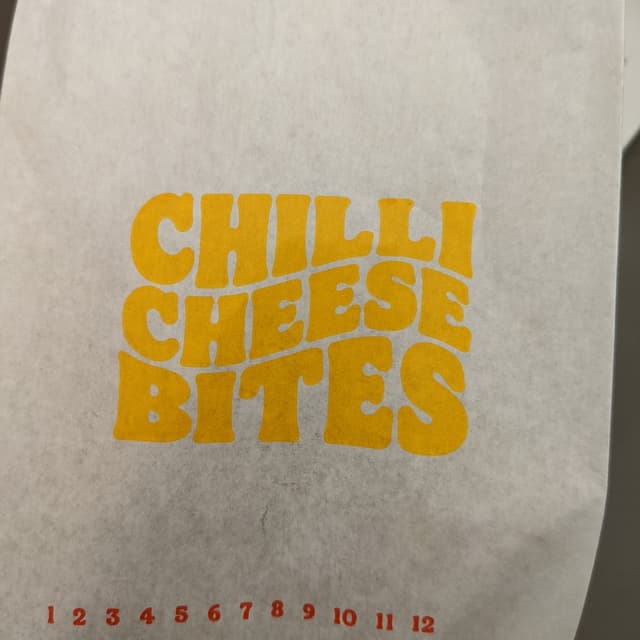 CHILLI
CHEESE
BITES
1 2 3 4 5 6 7 8 9 10 11 12